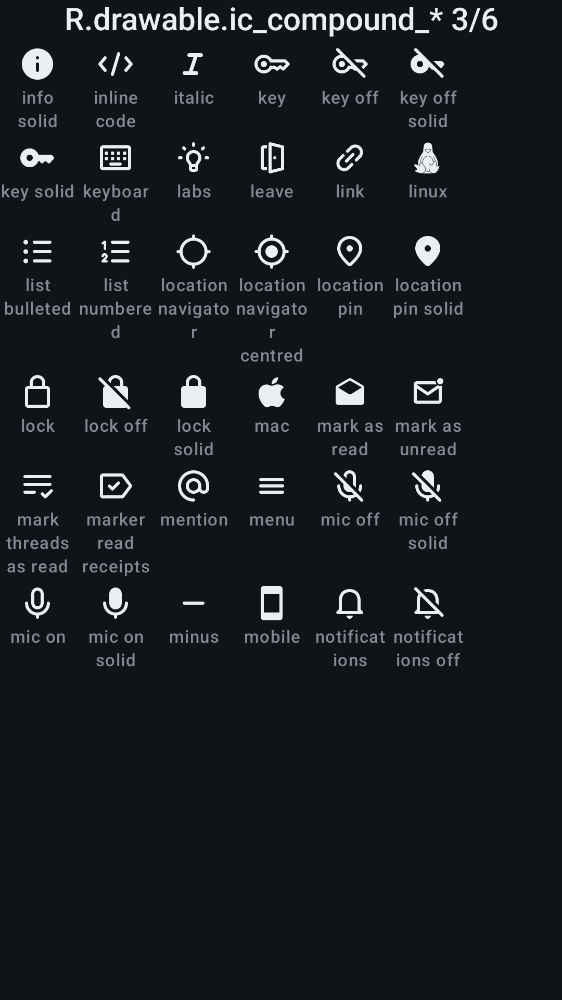 R.drawable.ic_compound_* 3/6
info solid
inline code
italic
key
key off
key off solid
key solid
keyboard
labs
leave
link
linux
list bulleted
list numbered
location navigator
location navigator centred
location pin
location pin solid
lock
lock off
lock solid
mac
mark as read
mark as unread
mark threads as read
marker read receipts
mention
menu
mic off
mic off solid
mic on
mic on solid
minus
mobile
notifications
notifications off